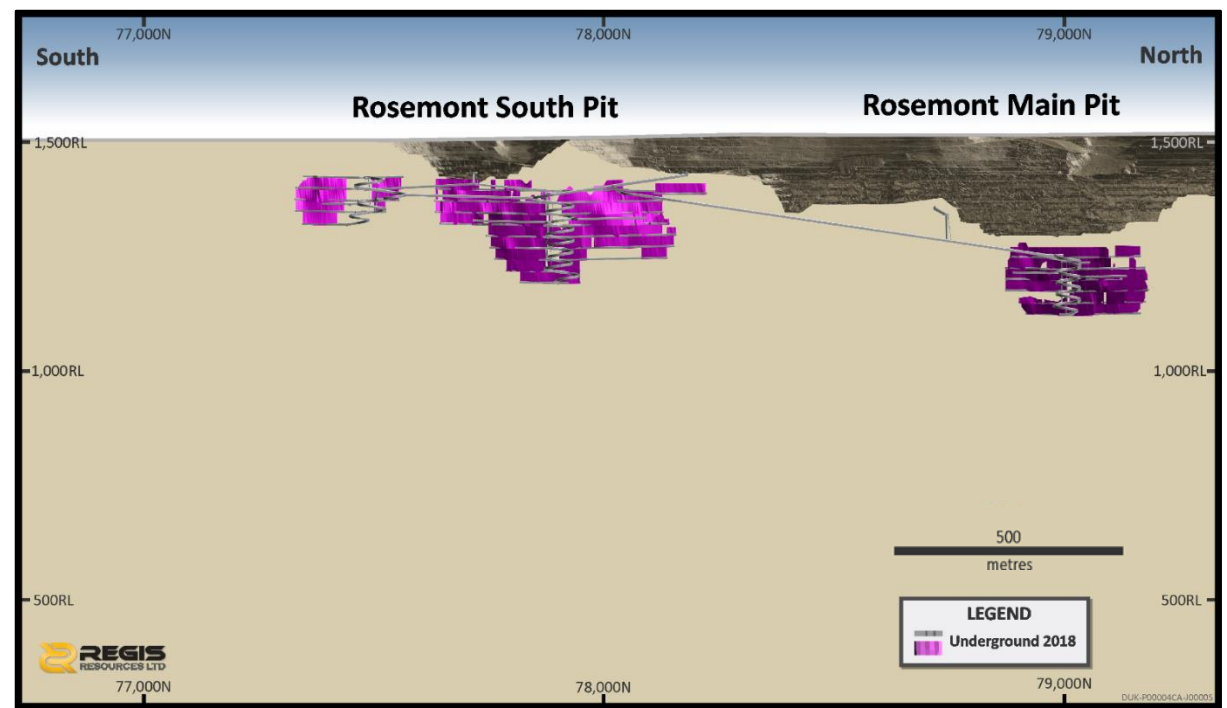 77,000N
78,000N
79,000N
South
North
Rosemont South Pit
Rosemont Main Pit
1,500RL
1,500RL
1,000RL
1,000RL
500
metres
500RL
500RL
LEGEND
Underground 2018
REGIS
RESOURCES LTD
77,000N
78,000N
79,000N
DUK-P00004CA-J00005